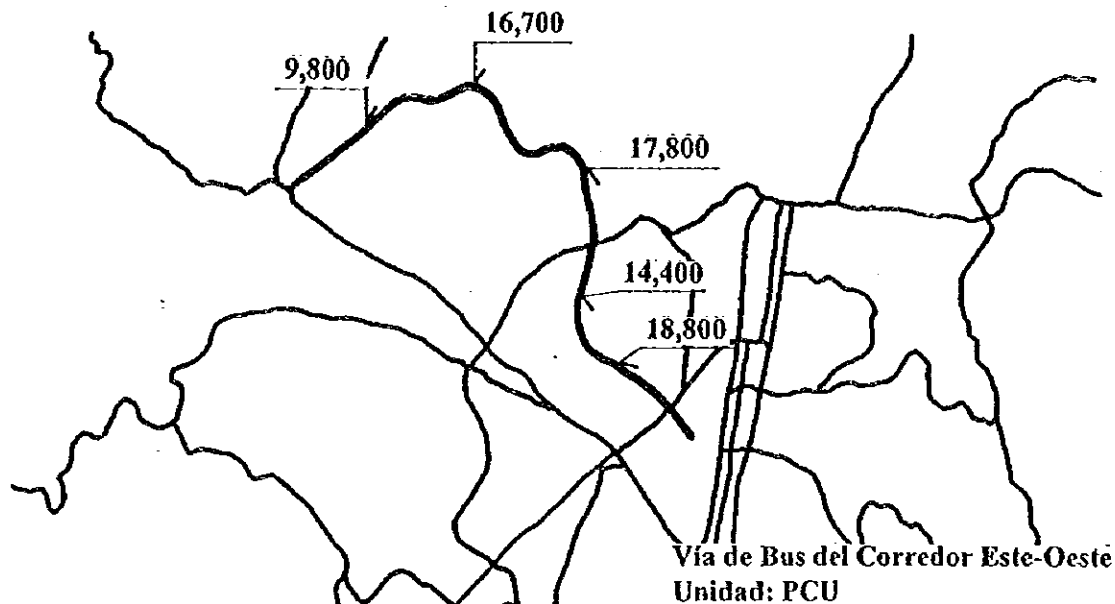 16,700
9,800
17,800
14,400
18,800
Vía de Bus del Corredor Este-Oeste
Unidad: PCU